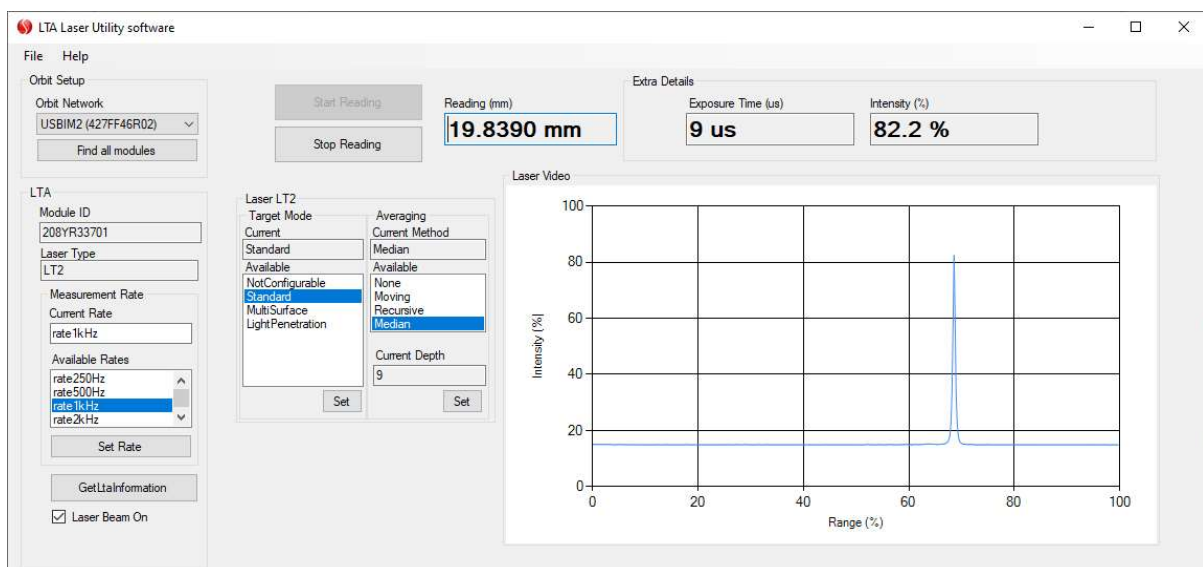 LTA Laser Utility software
File Help
Orbit Setup
Orbit Network
USBIM2 (427FF46R02)
Find all modules
Start Reading
Stop Reading
Reading (mm)
19.8390 mm
Extra Details
Exposure Time (us)
9 us
Intensity (%)
82.2 %
LTA
Module ID
208YR33701
Laser Type
LT2
Measurement Rate
Current Rate
rate1kHz
Available Rates
rate250Hz
rate500Hz
rate1kHz
rate2kHz
Set Rate
GetLtaInformation
Laser Beam On
Laser LT2
Target Mode
Current
Standard
Available
NotConfigurable
Standard
MultiSurface
LightPenetration
Set
Averaging
Current Method
Median
Available
None
Moving
Recursive
Median
Current Depth
9
Set
Laser Video
Intensity (%)
100
80
60
40
20
0
0 20 40 60 80 100
Range (%)